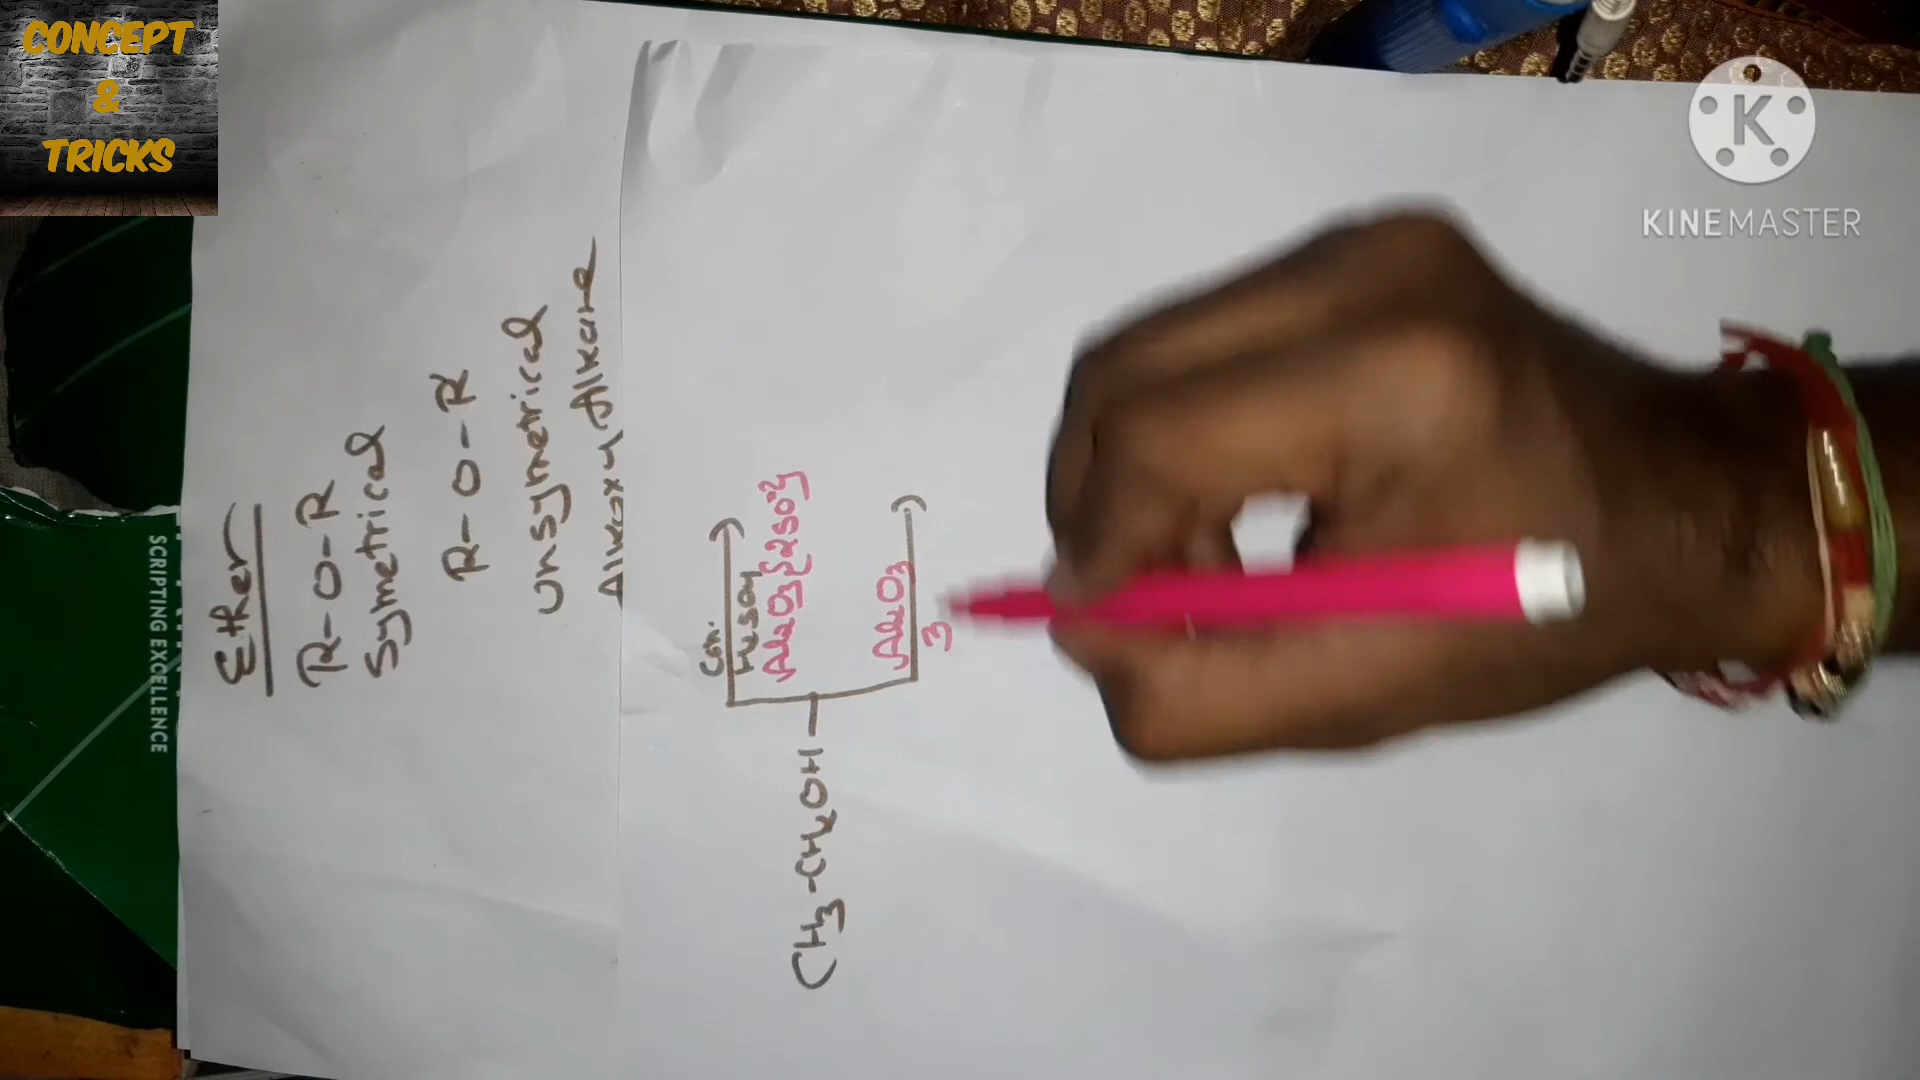 CONCEPT
&
TRICKS
KINEMASTER
SCRIPTING EXCELLENCE
Ether
R-O-R
Symetrical
R-O-R
Unsymetrical
Alkoxy Alkane
CH3-CH2OH
Con.
H2SO4
Al2O3
Al2O3
3